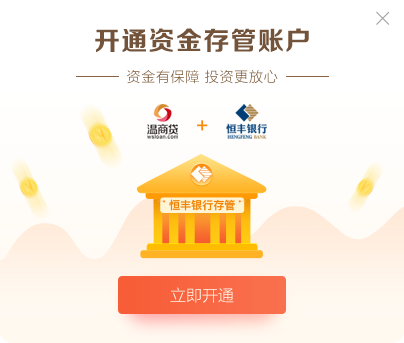 开通资金存管账户
资金有保障 投资更放心
温商贷
wsloan.com
+
恒丰银行
HENGFENG BANK
恒丰银行存管
立即开通